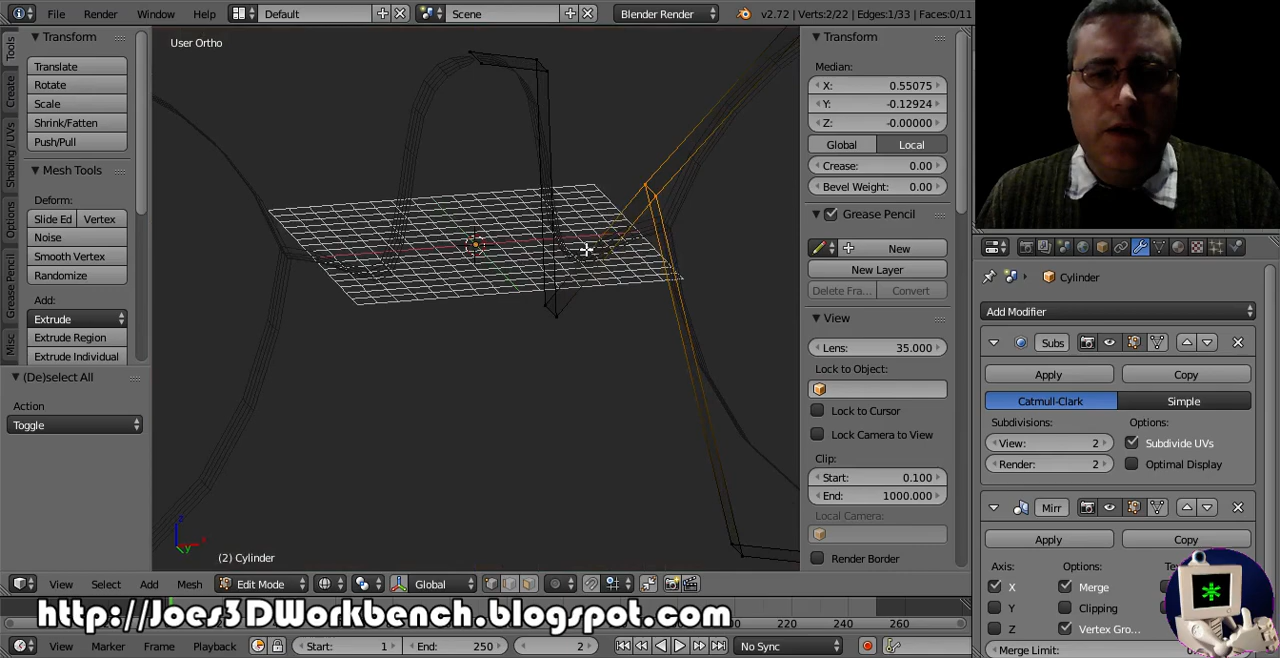 File Render Window Help Default Scene Blender Render v2.72 | Verts:2/22 | Edges:1/33 | Faces:0/11
Tools
Create
Shading / UVs
Options
Grease Pencil
Misc
Transform
Translate
Rotate
Scale
Shrink/Fatten
Push/Pull
Mesh Tools
Deform:
Slide Ed Vertex
Noise
Smooth Vertex
Randomize
Add:
Extrude
Extrude Region
Extrude Individual
(De)select All
Action
Toggle
User Ortho
z
x
y
(2) Cylinder
View Select Add Mesh Edit Mode Global
Transform
Median:
X: 0.55075
Y: -0.12924
Z: -0.00000
Global Local
Crease: 0.00
Bevel Weight: 0.00
Grease Pencil
New
New Layer
Delete Fra... Convert
View
Lens: 35.000
Lock to Object:
Lock to Cursor
Lock Camera to View
Clip:
Start: 0.100
End: 1000.000
Local Camera:
Render Border
Cylinder
Add Modifier
Subs
Apply Copy
Catmull-Clark Simple
Subdivisions: Options:
View: 2 Subdivide UVs
Render: 2 Optimal Display
Mirr
Apply Copy
Axis: Options:
X Merge
Y Clipping
Z Vertex Gro...
Merge Limit:
http://Joes3DWorkbench.blogspot.com
220 240 260
View Marker Frame Playback Start: 1 End: 250 2 No Sync